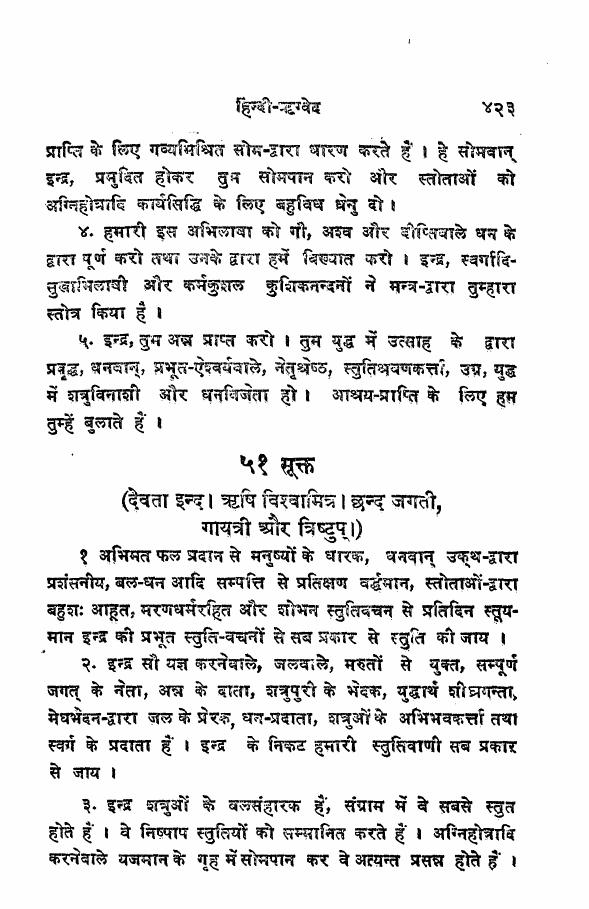 हिन्दी-ऋग्वेद ४२३
प्राप्ति के लिए गव्यमिश्रित सोम-द्वारा धारण करते हैं । हे सोमवान्
इन्द्र, प्रमुदित होकर तुम सोमपान करो और स्तोताओं को
अग्निहोत्रादि कार्यसिद्धि के लिए बहुविध धेनु दो ।
४. हमारी इस अभिलाषा को गौ, अश्व और दीप्तिवाले धन के
द्वारा पूर्ण करो तथा उनके द्वारा हमें विख्यात करो । इन्द्र, स्वर्गादि-
सुखाभिलाषी और कर्मकुशल कुशिकनन्दनों ने मन्त्र-द्वारा तुम्हारा
स्तोत्र किया है ।
५. इन्द्र, तुम अन्न प्राप्त करो । तुम युद्ध में उत्साह के द्वारा
प्रवृद्ध, धनवान्, प्रभूत-ऐश्वर्यवाले, नेतृश्रेष्ठ, स्तुतिश्रवणकर्त्ता, उग्र, युद्ध
में शत्रुविनाशी और धनविजेता हो । आश्रय-प्राप्ति के लिए हम
तुम्हें बुलाते हैं ।
५१ सूक्त
(देवता इन्द । ऋषि विश्वामित्र । छन्द जगती,
गायत्री और त्रिष्टुप् ।)
१ अभिमत फल प्रदान से मनुष्यों के धारक, धनवान् उक्थ-द्वारा
प्रशंसनीय, बल-धन आदि सम्पत्ति से प्रतिक्षण वर्द्धमान, स्तोताओं-द्वारा
बहुशः आहूत, मरणधर्मरहित और शोभन स्तुतिवचन से प्रतिदिन स्तूय-
मान इन्द्र की प्रभूत स्तुति-वचनों से सब प्रकार से स्तुति की जाय ।
२. इन्द्र सौ यज्ञ करनेवाले, जलवाले, मरुतों से युक्त, सम्पूर्ण
जगत् के नेता, अन्न के दाता, शत्रुपुरी के भेदक, युद्धार्थ शीघ्रगन्ता,
मेघभेदन-द्वारा जल के प्रेरक, धन-प्रदाता, शत्रुओं के अभिभवकर्त्ता तथा
स्वर्ग के प्रदाता हैं । इन्द्र के निकट हमारी स्तुतिवाणी सब प्रकार
से जाय ।
३. इन्द्र शत्रुओं के बलसंहारक हैं, संग्राम में वे सबसे स्तुत
होते हैं । वे निष्पाप स्तुतियों को सम्मानित करते हैं । अग्निहोत्रादि
करनेवाले यजमान के गृह में सोमपान कर वे अत्यन्त प्रसन्न होते हैं ।